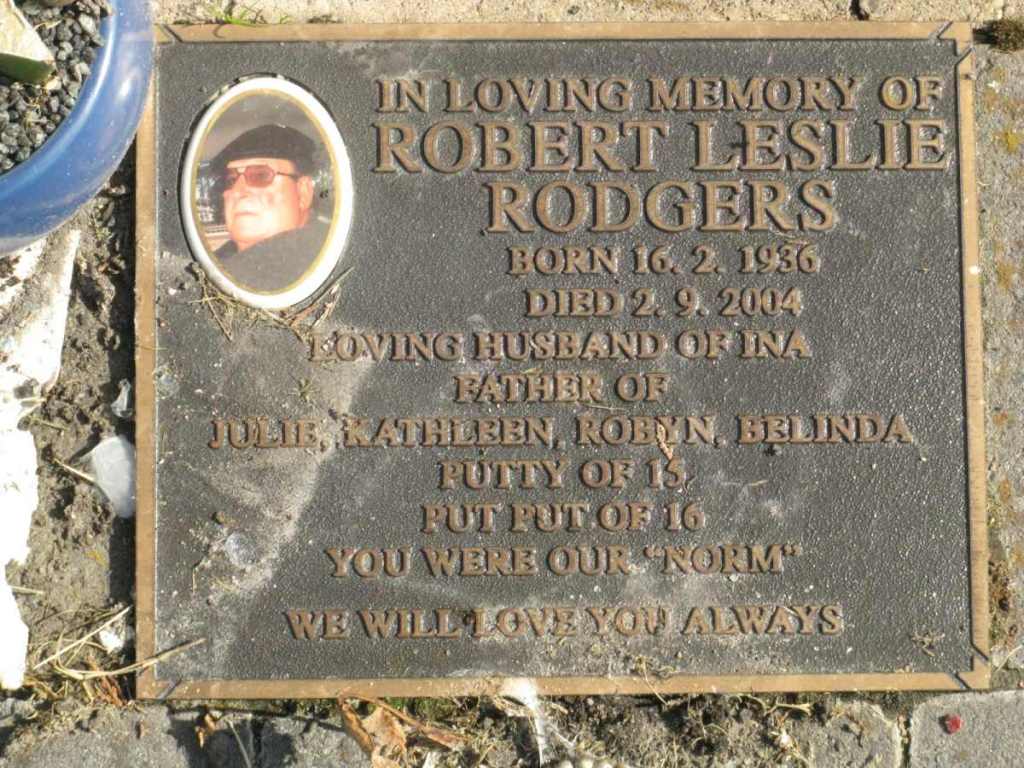 IN LOVING MEMORY OF
ROBERT LESLIE
RODGERS
BORN 16. 2. 1936
DIED 2. 9. 2004
LOVING HUSBAND OF INA
FATHER OF
JULIE, KATHLEEN, ROBYN, BELINDA
PUTTY OF 15
PUT PUT OF 16
YOU WERE OUR "NORM"
WE WILL LOVE YOU ALWAYS